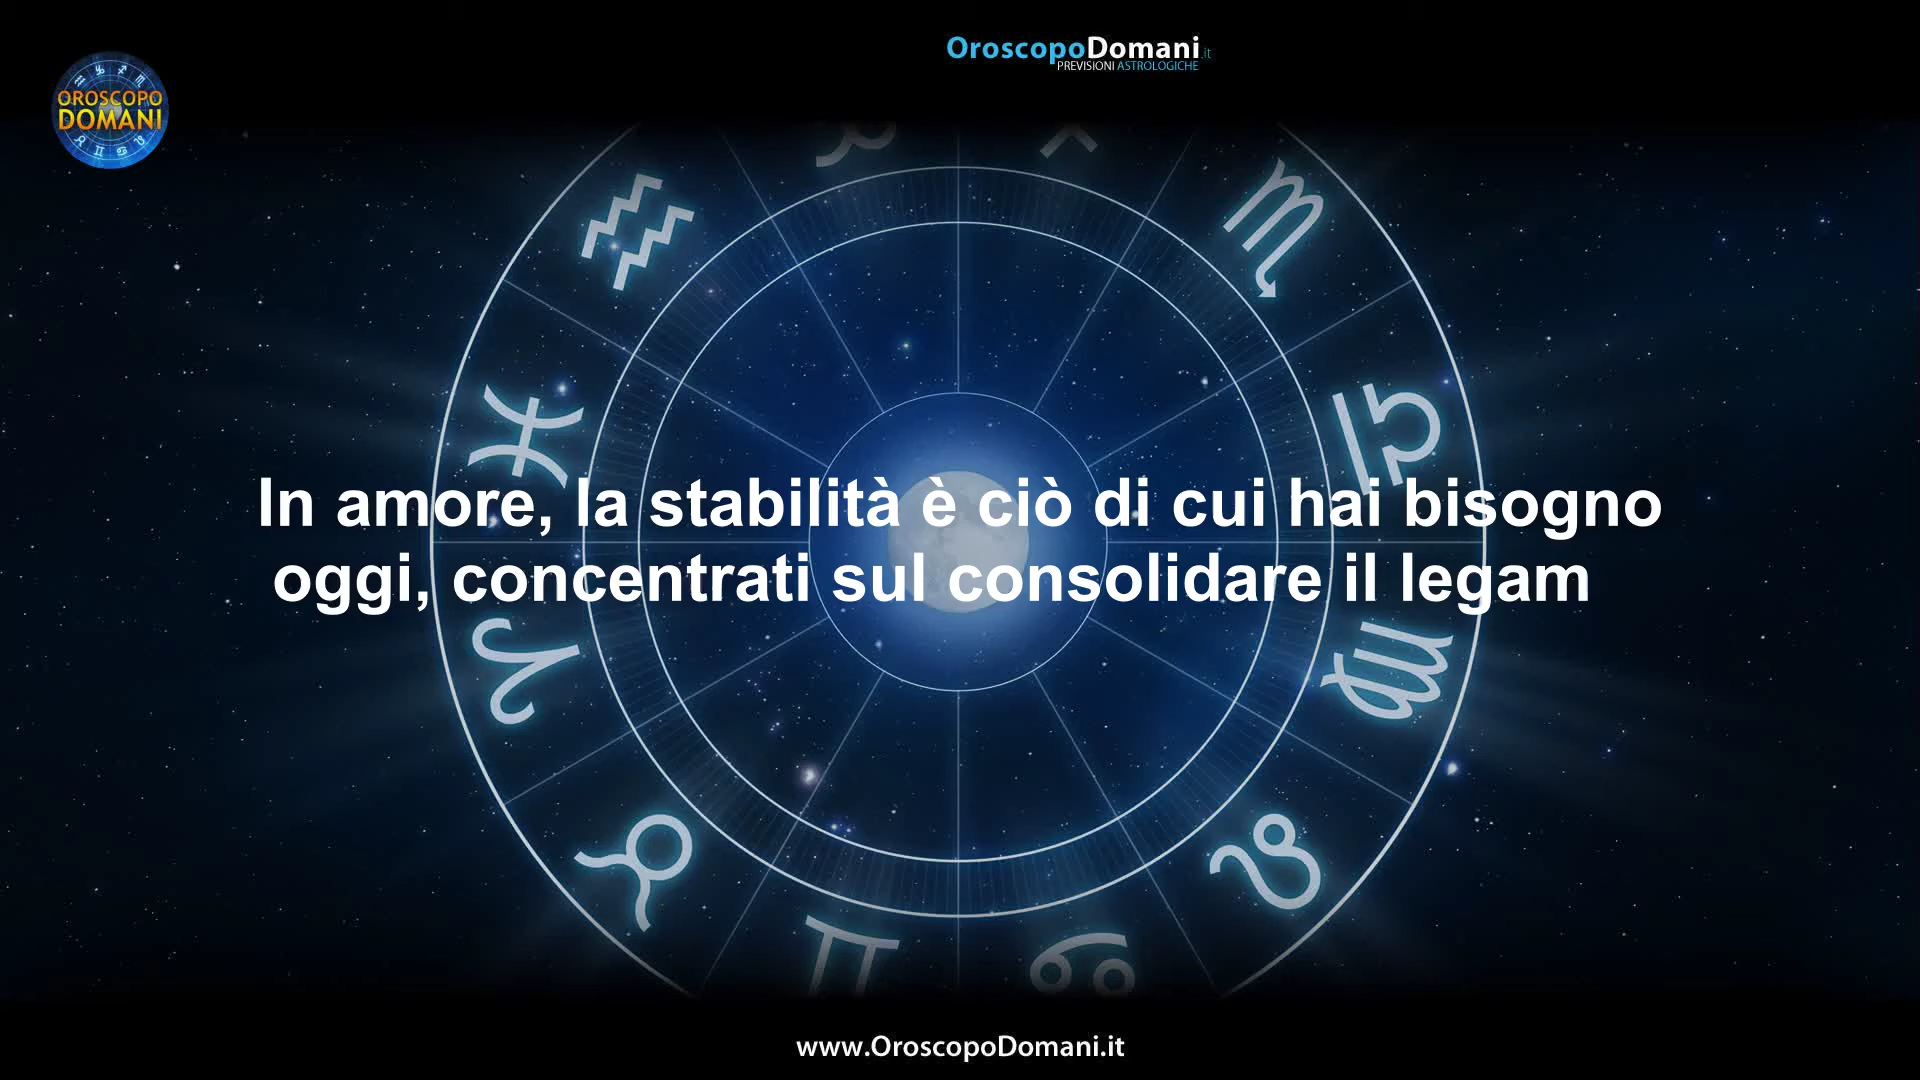 OroscopoDomani.it
PREVISIONI ASTROLOGICHE
OROSCOPO
DOMANI
In amore, la stabilità è ciò di cui hai bisogno
oggi, concentrati sul consolidare il legam
www.OroscopoDomani.it